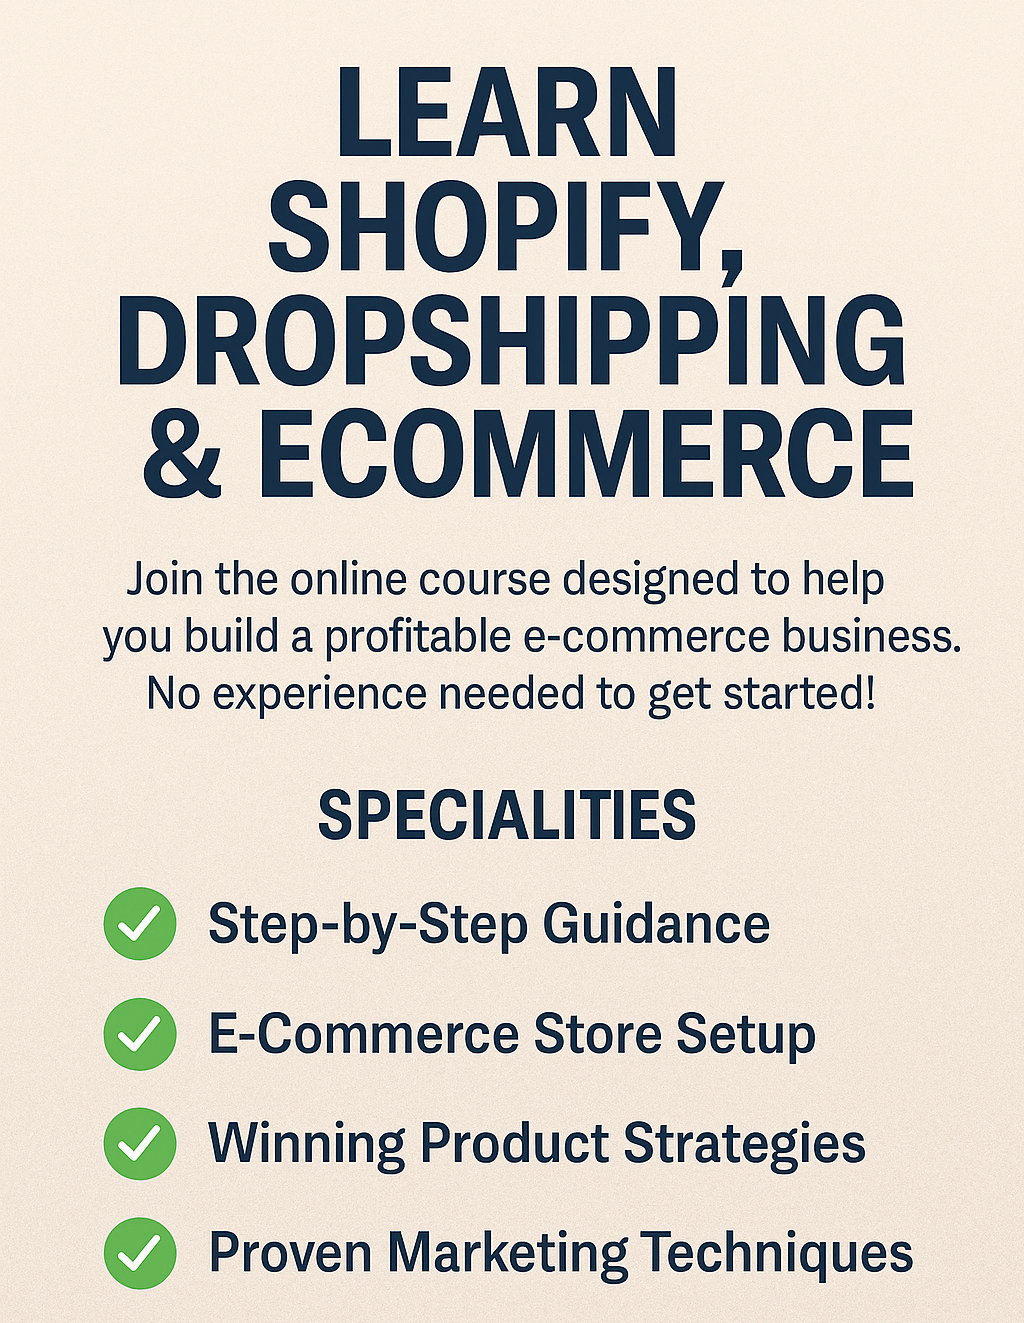 LEARN
SHOPIFY,
DROPSHIPPING
& ECOMMERCE
Join the online course designed to help
you build a profitable e-commerce business.
No experience needed to get started!
SPECIALITIES
Step-by-Step Guidance
E-Commerce Store Setup
Winning Product Strategies
Proven Marketing Techniques